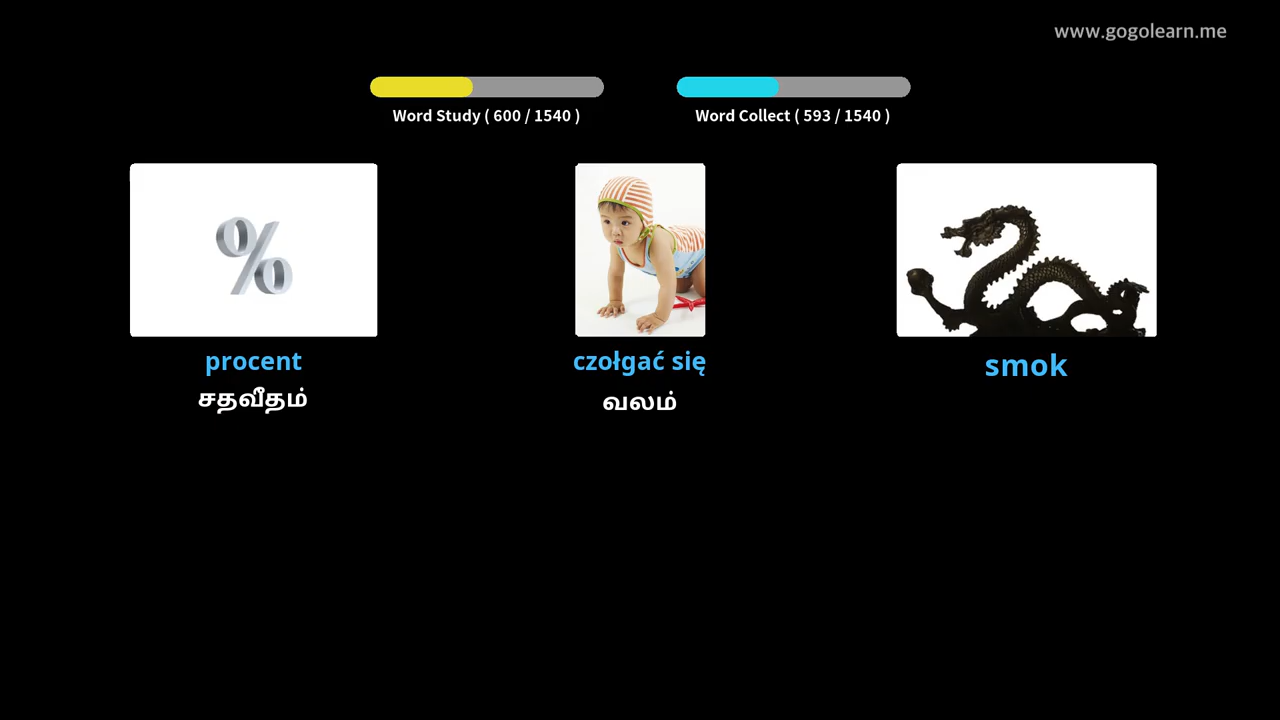 www.gogolearn.me
Word Study ( 600 / 1540 )
Word Collect ( 593 / 1540 )
%
procent
czołgać się
smok
சதவீதம்
வலம்